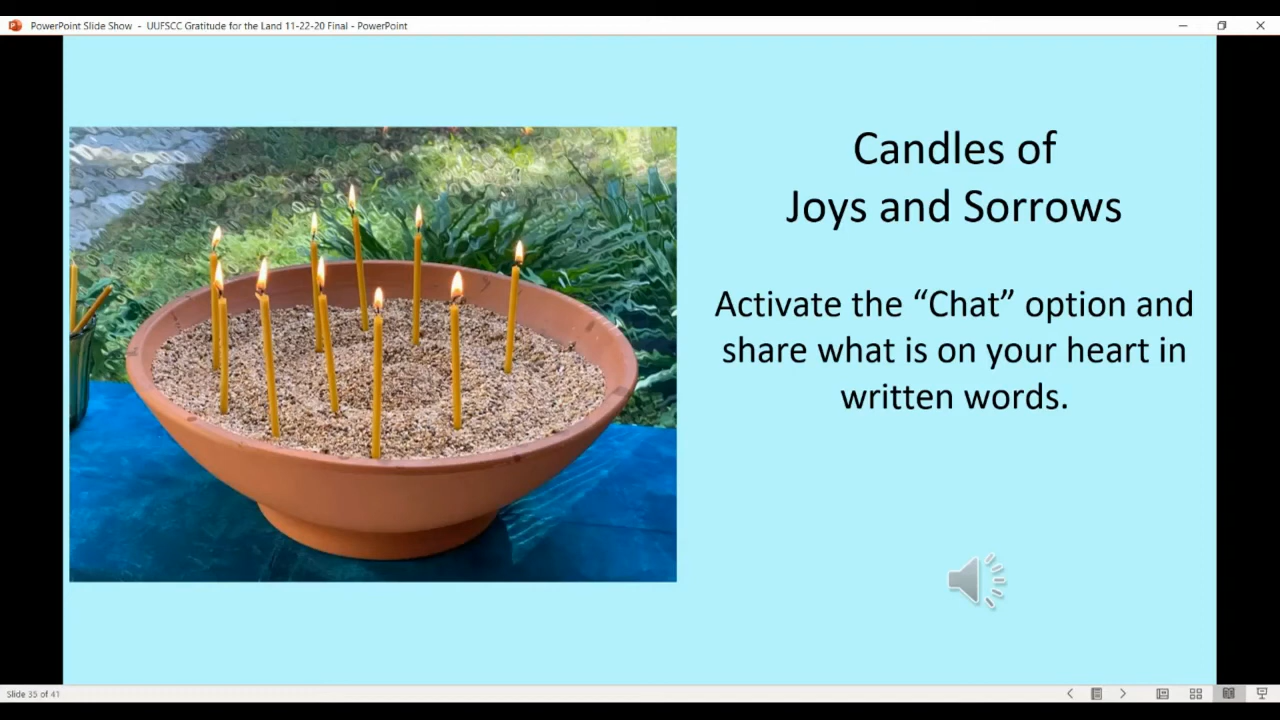 PowerPoint Slide Show - UUFSCC Gratitude for the Land 11-22-20 Final - PowerPoint
Candles of
Joys and Sorrows
Activate the “Chat” option and
share what is on your heart in
written words.
Slide 35 of 41